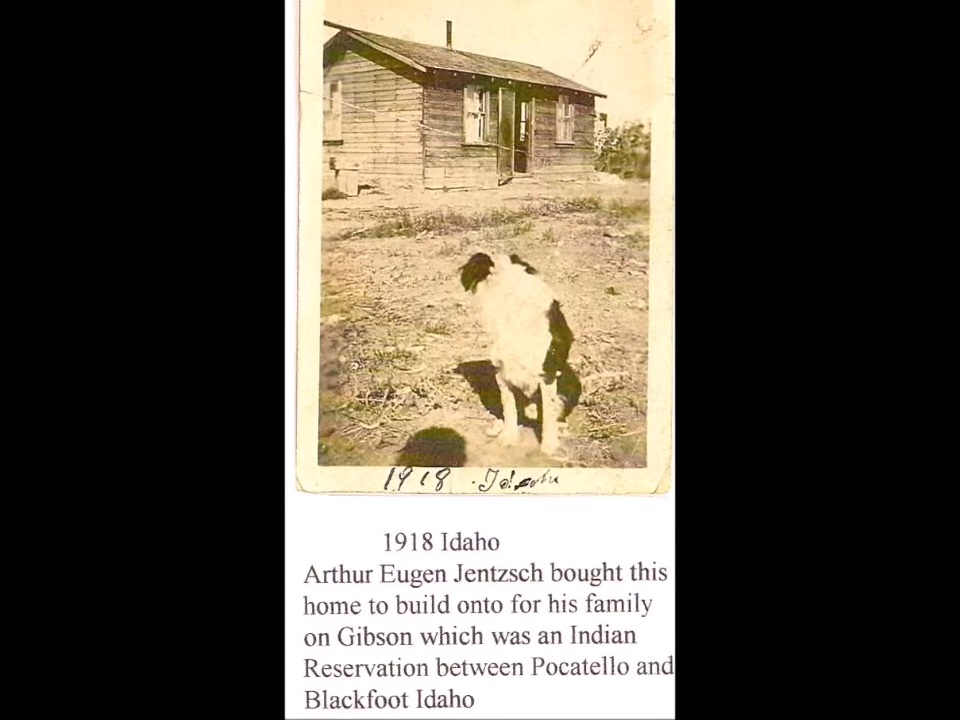 1918 Idaho
1918 Idaho
Arthur Eugen Jentzsch bought this
home to build onto for his family
on Gibson which was an Indian
Reservation between Pocatello and
Blackfoot Idaho